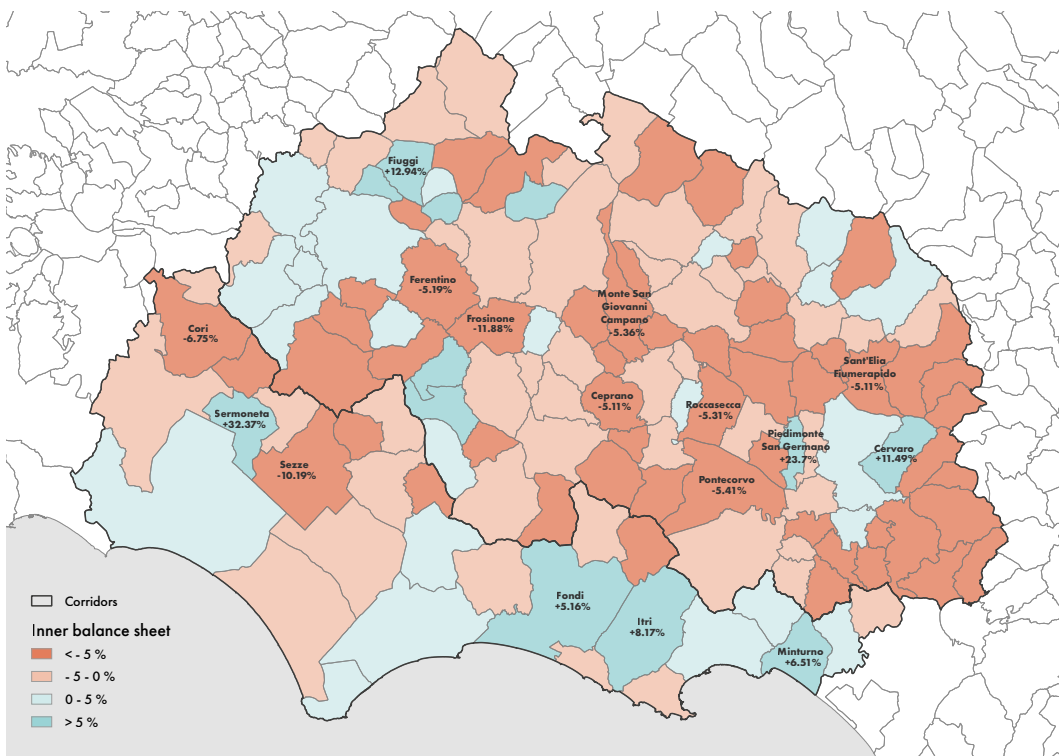 Fiuggi
+12.94%
Ferentino
-5.19%
Cori
-6.75%
Frosinone
-11.88%
Monte San
Giovanni
Campano
-5.36%
Sant'Elia
Fiumerapido
-5.11%
Sermoneta
+32.37%
Ceprano
-5.11%
Roccasecca
-5.31%
Piedimonte
San Germano
+23.7%
Cervaro
+11.49%
Sezze
-10.19%
Pontecorvo
-5.41%
Fondi
+5.16%
Itri
+8.17%
Minturno
+6.51%
Corridors
Inner balance sheet
< - 5 %
- 5 - 0 %
0 - 5 %
> 5 %